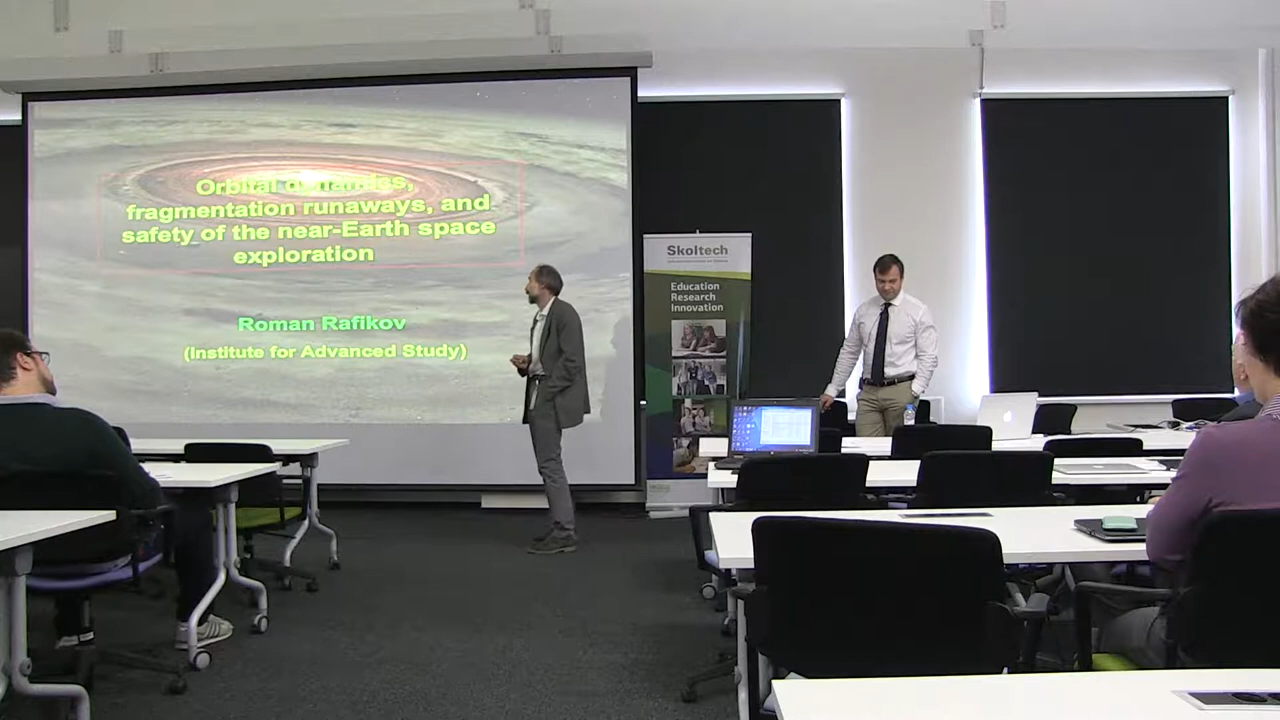 Orbital dynamics,
fragmentation runaways, and
safety of the near-Earth space
exploration
Roman Rafikov
(Institute for Advanced Study)
Skoltech
Education
Research
Innovation